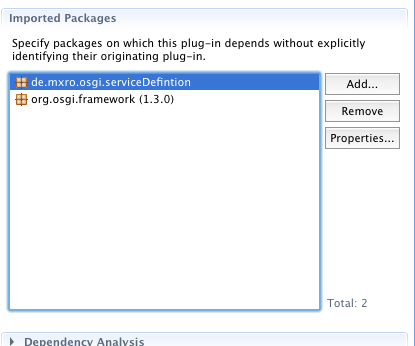 Imported Packages
Specify packages on which this plug-in depends without explicitly
identifying their originating plug-in.
de.mxro.osgi.serviceDefintion
org.osgi.framework (1.3.0)
Add...
Remove
Properties...
Total: 2
Dependency Analysis